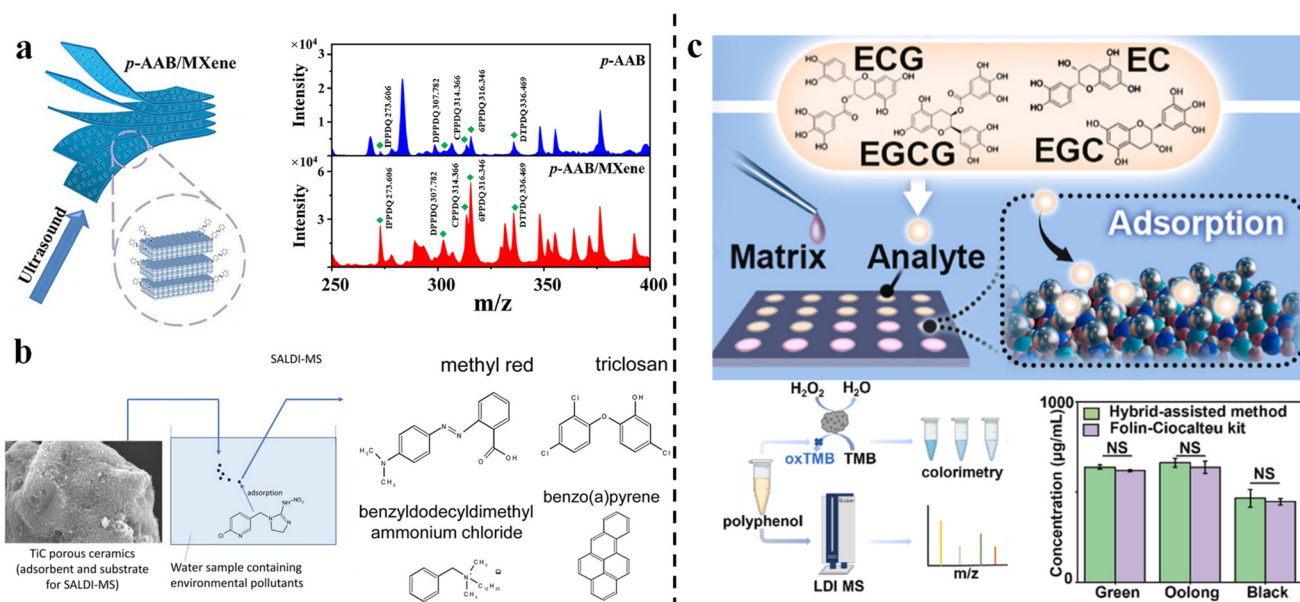 a
p-AAB/MXene
Ultrasound
×10⁴
3
2
1
0
Intensity
p-AAB
IPPDQ 273.606
DPPDQ 307.782
CPPDQ 314.366
6PPDQ 316.346
DTPDQ 336.469
×10⁴
6
3
0
Intensity
p-AAB/MXene
IPPDQ 273.606
DPPDQ 307.782
CPPDQ 314.366
6PPDQ 316.346
DTPDQ 336.469
250 300 350 400
m/z
b
SALDI-MS
adsorption
TiC porous ceramics
(adsorbent and substrate
for SALDI-MS)
Water sample containing
environmental pollutants
methyl red
triclosan
benzyldodecyldimethyl
ammonium chloride
benzo(a)pyrene
c
ECG
EC
EGCG
EGC
Matrix
Analyte
Adsorption
H₂O₂
H₂O
oxTMB
TMB
colorimetry
polyphenol
LDI MS
m/z
1000
0
Concentration (μg/mL)
Hybrid-assisted method
Folin-Ciocalteu kit
NS
NS
NS
Green
Oolong
Black